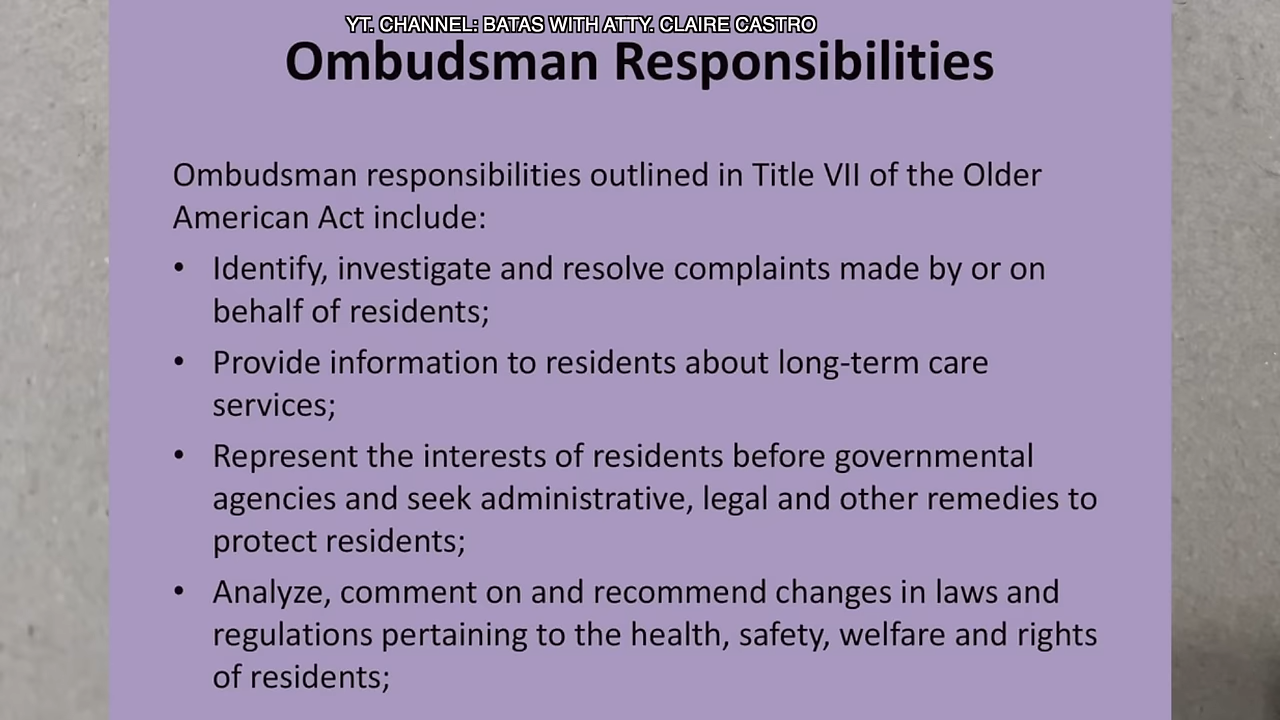 YT. CHANNEL: BATAS WITH ATTY. CLAIRE CASTRO
Ombudsman Responsibilities
Ombudsman responsibilities outlined in Title VII of the Older
American Act include:
• Identify, investigate and resolve complaints made by or on
behalf of residents;
• Provide information to residents about long-term care
services;
• Represent the interests of residents before governmental
agencies and seek administrative, legal and other remedies to
protect residents;
• Analyze, comment on and recommend changes in laws and
regulations pertaining to the health, safety, welfare and rights
of residents;